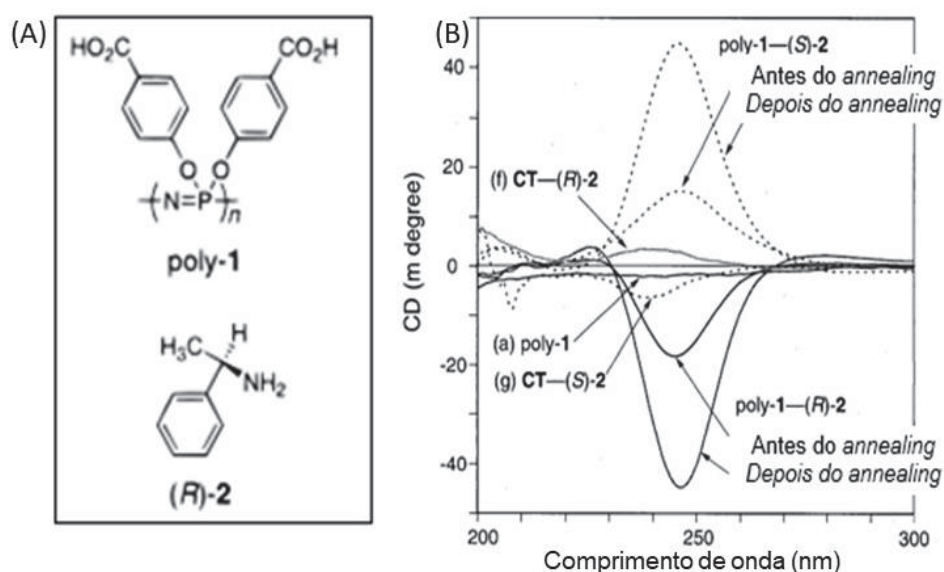 (A)
HO₂C
CO₂H
O
O
N=P
n
poly-1
H
H₃C
NH₂
(R)-2
(B)
CD (m degree)
40
20
0
-20
-40
poly-1—(S)-2
Antes do annealing
Depois do annealing
(f) CT—(R)-2
(a) poly-1
(g) CT—(S)-2
poly-1—(R)-2
Antes do annealing
Depois do annealing
200
250
300
Comprimento de onda (nm)